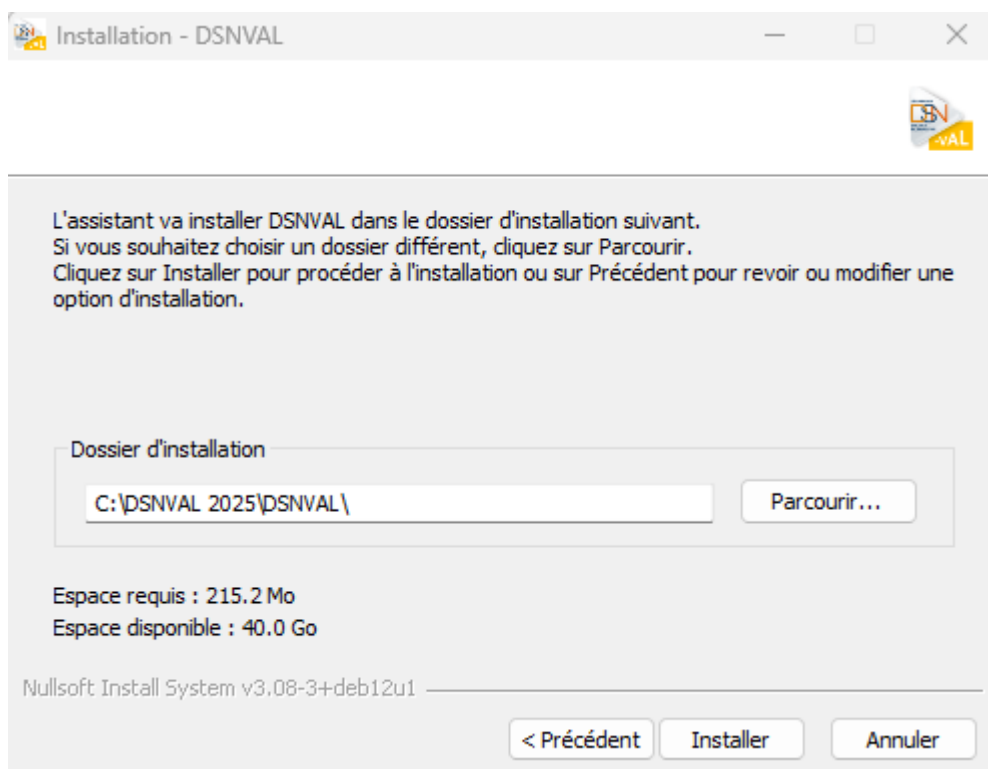 Installation - DSNVAL
DSN
-VAL
L'assistant va installer DSNVAL dans le dossier d'installation suivant.
Si vous souhaitez choisir un dossier différent, cliquez sur Parcourir.
Cliquez sur Installer pour procéder à l'installation ou sur Précédent pour revoir ou modifier une
option d'installation.
Dossier d'installation
C:\DSNVAL 2025\DSNVAL\
Parcourir...
Espace requis : 215.2 Mo
Espace disponible : 40.0 Go
Nullsoft Install System v3.08-3+deb12u1
< Précédent
Installer
Annuler